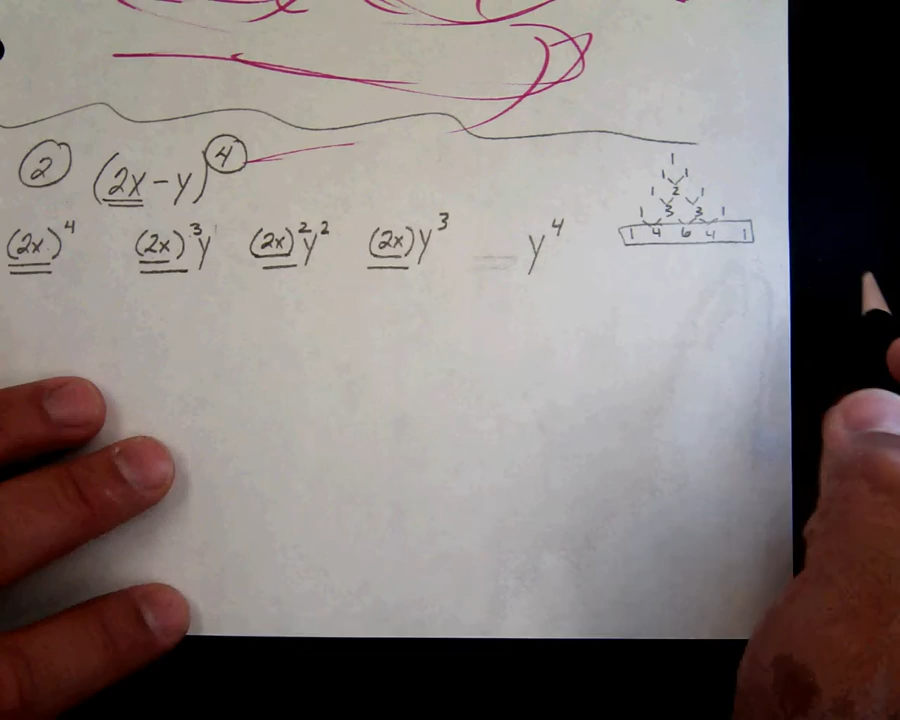 ② (2x-y)⁴
(2x)⁴ (2x)³y (2x)²y² (2x)y³ y⁴
1
1 1
1 2 1
1 3 3 1
1 4 6 4 1